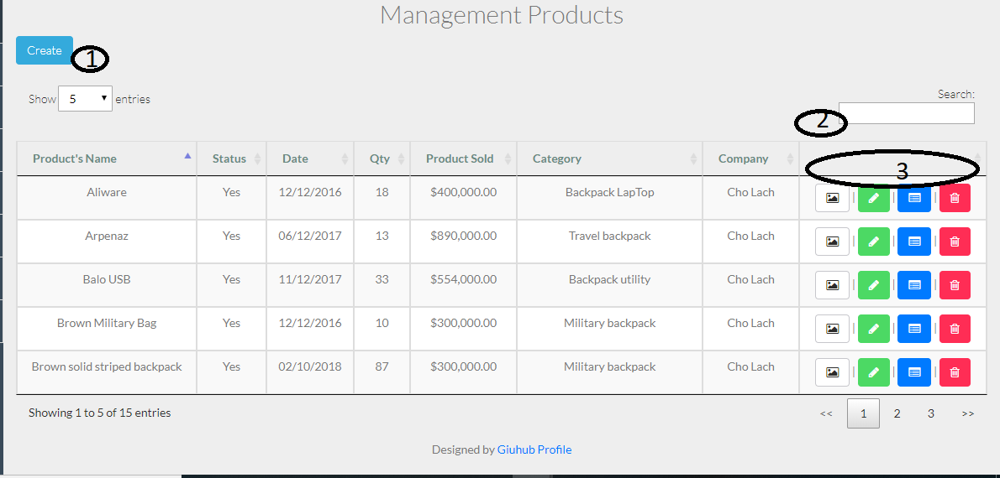 Management Products
Create
1
Show 5 entries
Search:
2
Product's Name Status Date Qty Product Sold Category Company
3
Aliware Yes 12/12/2016 18 $400,000.00 Backpack LapTop Cho Lach
Arpenaz Yes 06/12/2017 13 $890,000.00 Travel backpack Cho Lach
Balo USB Yes 11/12/2017 33 $554,000.00 Backpack utility Cho Lach
Brown Military Bag Yes 12/12/2016 10 $300,000.00 Military backpack Cho Lach
Brown solid striped backpack Yes 02/10/2018 87 $300,000.00 Military backpack Cho Lach
Showing 1 to 5 of 15 entries << 1 2 3 >>
Designed by Giuhub Profile